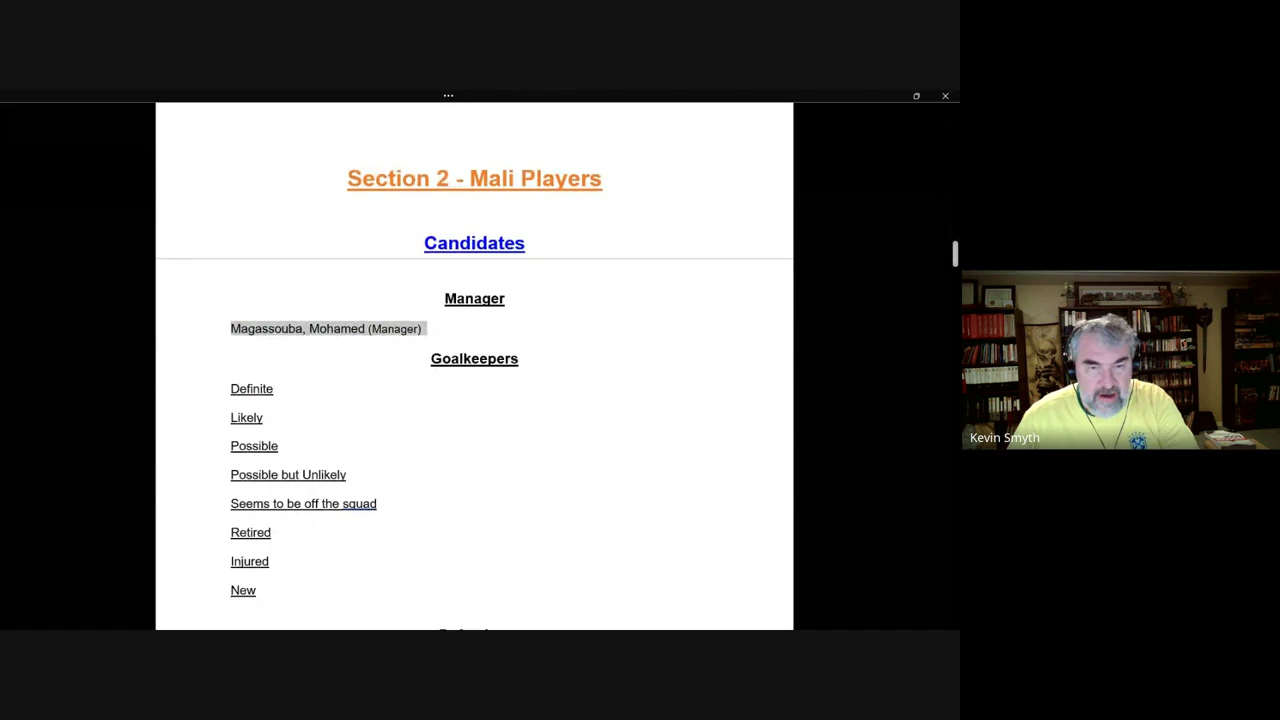 Section 2 - Mali Players
Candidates
Manager
Magassouba, Mohamed (Manager)
Goalkeepers
Definite
Likely
Possible
Possible but Unlikely
Seems to be off the squad
Retired
Injured
New
Kevin Smyth